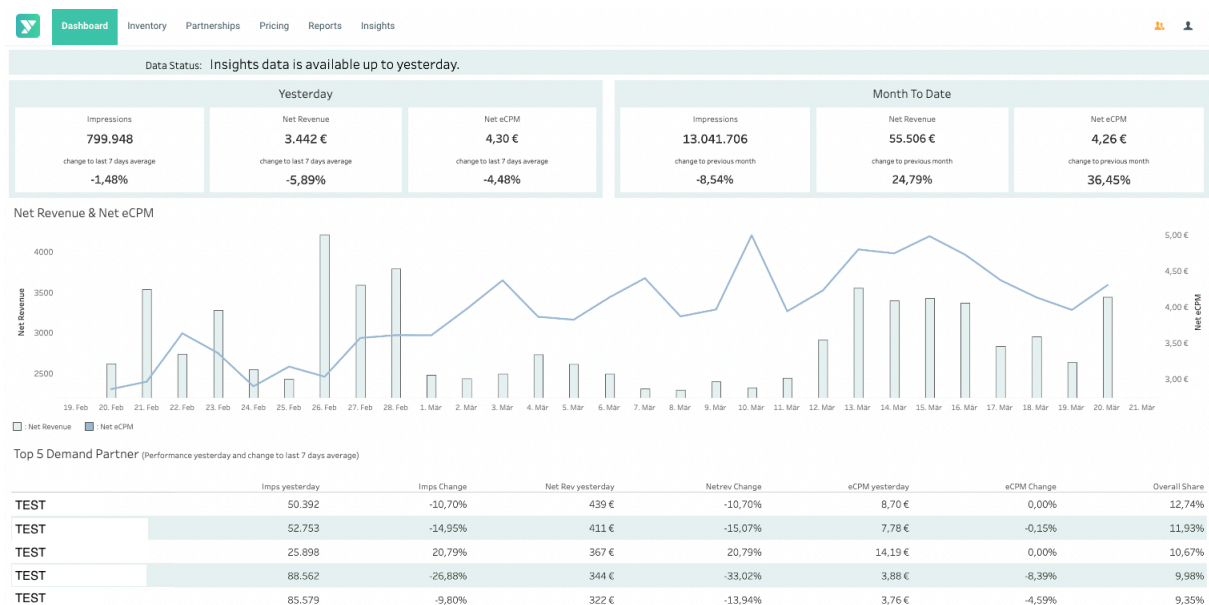 Dashboard Inventory Partnerships Pricing Reports Insights
Data Status: Insights data is available up to yesterday.
Yesterday
Impressions Net Revenue Net eCPM
799.948 3.442 € 4,30 €
change to last 7 days average change to last 7 days average change to last 7 days average
-1,48% -5,89% -4,48%
Month To Date
Impressions Net Revenue Net eCPM
13.041.706 55.506 € 4,26 €
change to previous month change to previous month change to previous month
-8,54% 24,79% 36,45%
Net Revenue & Net eCPM
Net Revenue
4000
3500
3000
2500
5,00 €
4,50 €
4,00 €
3,50 €
3,00 €
Net eCPM
19. Feb 20. Feb 21. Feb 22. Feb 23. Feb 24. Feb 25. Feb 26. Feb 27. Feb 28. Feb 1. Mär 2. Mär 3. Mär 4. Mär 5. Mär 6. Mär 7. Mär 8. Mär 9. Mär 10. Mär 11. Mär 12. Mär 13. Mär 14. Mär 15. Mär 16. Mär 17. Mär 18. Mär 19. Mär 20. Mär 21. Mär
: Net Revenue : Net eCPM
Top 5 Demand Partner (Performance yesterday and change to last 7 days average)
Imps yesterday Imps Change Net Rev yesterday Netrev Change eCPM yesterday eCPM Change Overall Share
TEST 50.392 -10,70% 439 € -10,70% 8,70 € 0,00% 12,74%
TEST 52.753 -14,95% 411 € -15,07% 7,78 € -0,15% 11,93%
TEST 25.898 20,79% 367 € 20,79% 14,19 € 0,00% 10,67%
TEST 88.562 -26,88% 344 € -33,02% 3,88 € -8,39% 9,98%
TEST 85.579 -9,80% 322 € -13,94% 3,76 € -4,59% 9,35%